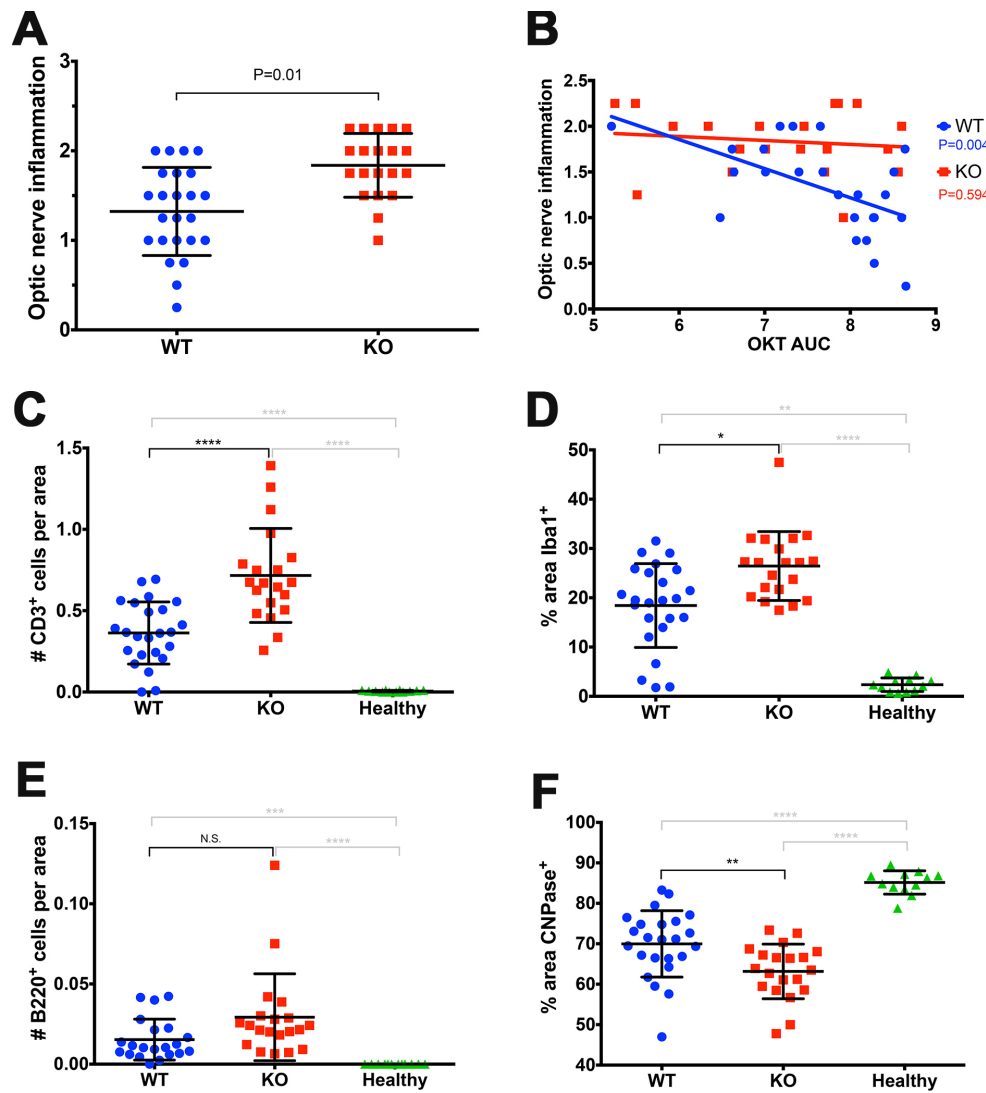 A
Optic nerve inflammation
3
2
1
0
P=0.01
WT KO
B
Optic nerve inflammation
2.5
2.0
1.5
1.0
0.5
0.0
5 6 7 8 9
OKT AUC
WT
P=0.004
KO
P=0.594
C
# CD3+ cells per area
1.5
1.0
0.5
0.0
****
**** ****
WT KO Healthy
D
% area Iba1+
50
40
30
20
10
0
**
* ****
WT KO Healthy
E
# B220+ cells per area
0.15
0.10
0.05
0.00
***
N.S. ****
WT KO Healthy
F
% area CNPase+
100
90
80
70
60
50
40
****
** ****
WT KO Healthy